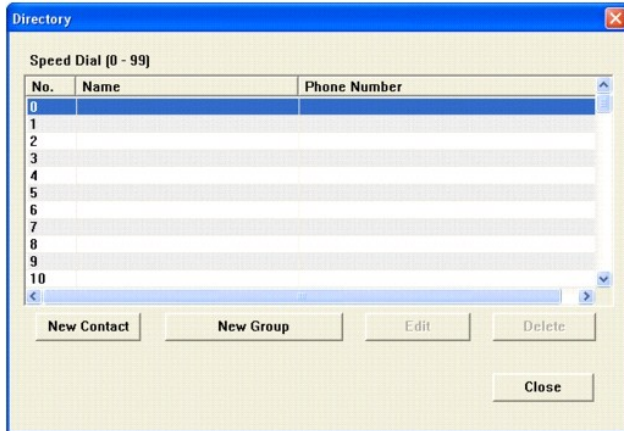 Directory
Speed Dial (0 - 99)
No. Name Phone Number
0
1
2
3
4
5
6
7
8
9
10
New Contact New Group Edit Delete
Close